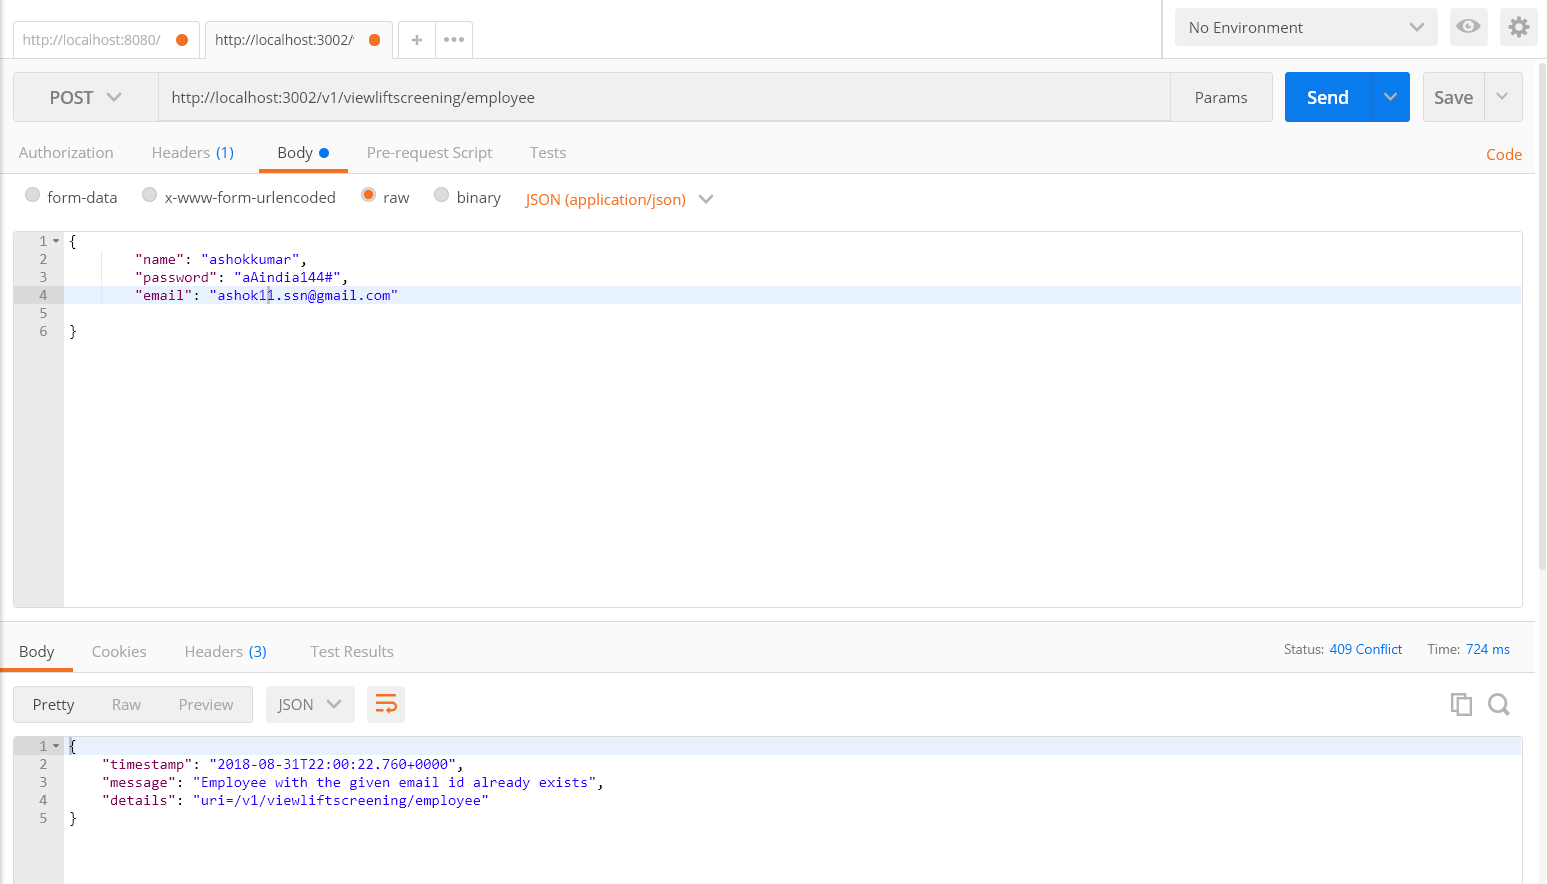 http://localhost:8080/ http://localhost:3002/ + ••• No Environment
POST http://localhost:3002/v1/viewliftscreening/employee Params Send Save
Authorization Headers (1) Body Pre-request Script Tests Code
form-data x-www-form-urlencoded raw binary JSON (application/json)
1 {
2 "name": "ashokkumar",
3 "password": "aAindia144#",
4 "email": "ashok11.ssn@gmail.com"
5
6 }
Body Cookies Headers (3) Test Results Status: 409 Conflict Time: 724 ms
Pretty Raw Preview JSON
1 {
2 "timestamp": "2018-08-31T22:00:22.760+0000",
3 "message": "Employee with the given email id already exists",
4 "details": "uri=/v1/viewliftscreening/employee"
5 }